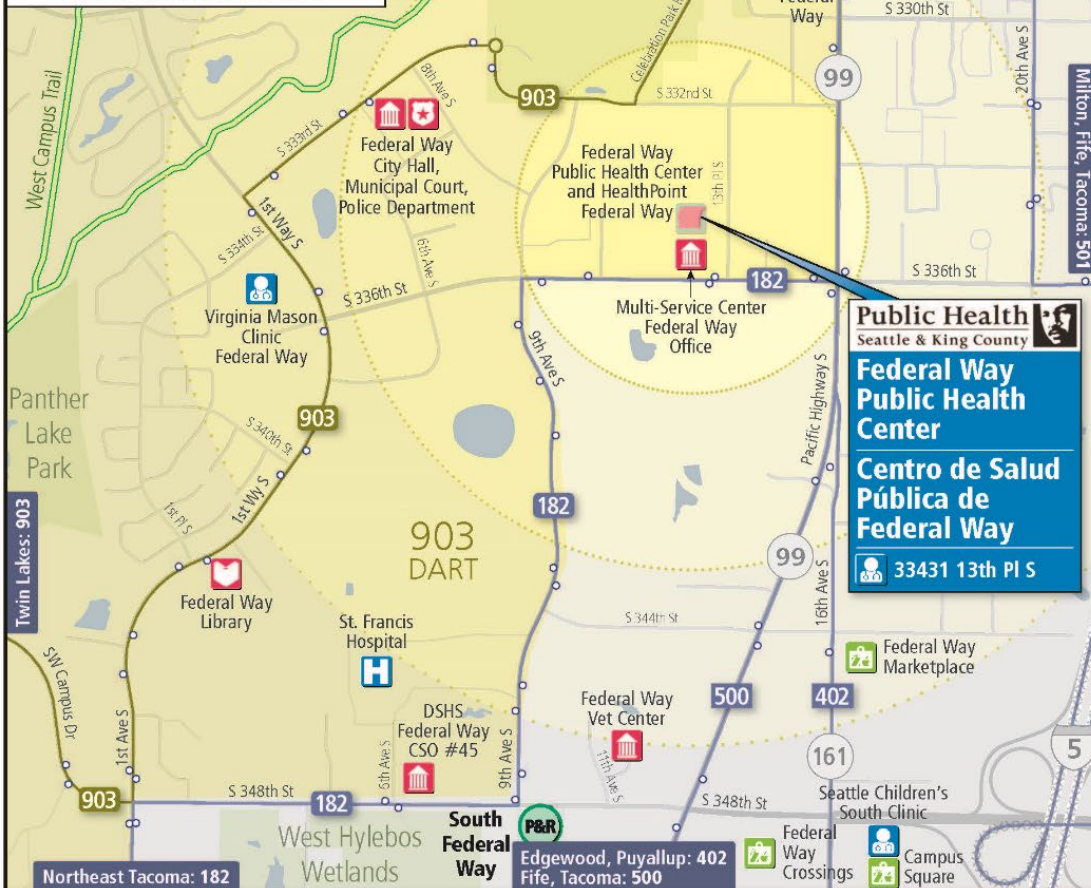 Federal
Way
S 330th St
20th Ave S
Milton, Fife, Tacoma: 501
99
West Campus Trail
8th Ave S
Celebration Park
903
S 332nd St
S 333rd St
Federal Way
City Hall,
Municipal Court,
Police Department
Federal Way
Public Health Center
and HealthPoint
Federal Way
13th Pl S
1st Way S
S 334th St
6th Ave S
S 336th St
182
S 336th St
Multi-Service Center
Federal Way
Office
Virginia Mason
Clinic
Federal Way
9th Ave S
Pacific Highway S
Public Health
Seattle & King County
Federal Way
Public Health
Center
Centro de Salud
Pública de
Federal Way
33431 13th Pl S
Panther
Lake
Park
903
S 340th St
1st Pl S
1st Wy S
Twin Lakes: 903
903
DART
182
99
16th Ave S
Federal Way
Library
St. Francis
Hospital
H
S 344th St
Federal Way
Marketplace
SW Campus Dr
1st Ave S
DSHS
Federal Way
CSO #45
6th Ave S
9th Ave S
Federal Way
Vet Center
11th Ave S
500
402
161
5
903
S 348th St
182
S 348th St
Seattle Children's
South Clinic
West Hylebos
Wetlands
South
Federal
Way
P&R
Federal
Way
Crossings
Campus
Square
Northeast Tacoma: 182
Edgewood, Puyallup: 402
Fife, Tacoma: 500